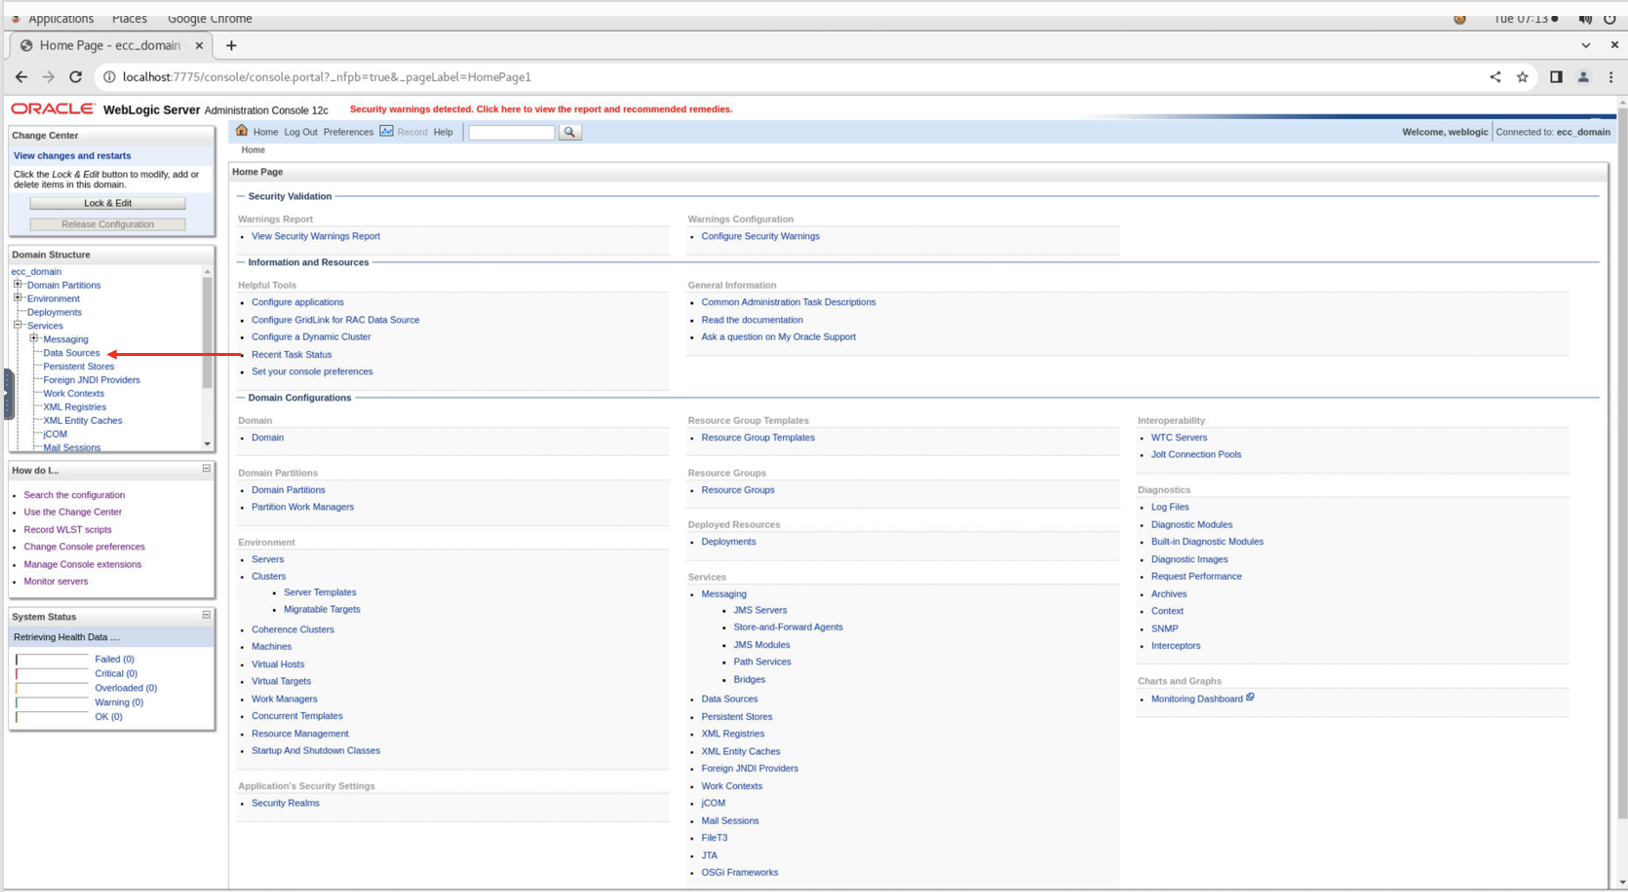 Applications Places Google Chrome Tue 07:13
Home Page - ecc_domain
localhost:7775/console/console.portal?_nfpb=true&_pageLabel=HomePage1
ORACLE WebLogic Server Administration Console 12c Security warnings detected. Click here to view the report and recommended remedies.
Change Center
View changes and restarts
Click the Lock & Edit button to modify, add or
delete items in this domain.
Lock & Edit
Release Configuration
Domain Structure
ecc_domain
Domain Partitions
Environment
Deployments
Services
Messaging
Data Sources
Persistent Stores
Foreign JNDI Providers
Work Contexts
XML Registries
XML Entity Caches
jCOM
Mail Sessions
How do I...
Search the configuration
Use the Change Center
Record WLST scripts
Change Console preferences
Manage Console extensions
Monitor servers
System Status
Retrieving Health Data ....
Failed (0)
Critical (0)
Overloaded (0)
Warning (0)
OK (0)
Home Log Out Preferences Record Help
Welcome, weblogic Connected to: ecc_domain
Home
Home Page
Security Validation
Warnings Report
View Security Warnings Report
Warnings Configuration
Configure Security Warnings
Information and Resources
Helpful Tools
Configure applications
Configure GridLink for RAC Data Source
Configure a Dynamic Cluster
Recent Task Status
Set your console preferences
General Information
Common Administration Task Descriptions
Read the documentation
Ask a question on My Oracle Support
Domain Configurations
Domain
Domain
Domain Partitions
Domain Partitions
Partition Work Managers
Environment
Servers
Clusters
Server Templates
Migratable Targets
Coherence Clusters
Machines
Virtual Hosts
Virtual Targets
Work Managers
Concurrent Templates
Resource Management
Startup And Shutdown Classes
Application's Security Settings
Security Realms
Resource Group Templates
Resource Group Templates
Resource Groups
Resource Groups
Deployed Resources
Deployments
Services
Messaging
JMS Servers
Store-and-Forward Agents
JMS Modules
Path Services
Bridges
Data Sources
Persistent Stores
XML Registries
XML Entity Caches
Foreign JNDI Providers
Work Contexts
jCOM
Mail Sessions
FileT3
JTA
OSGi Frameworks
Interoperability
WTC Servers
Jolt Connection Pools
Diagnostics
Log Files
Diagnostic Modules
Built-in Diagnostic Modules
Diagnostic Images
Request Performance
Archives
Context
SNMP
Interceptors
Charts and Graphs
Monitoring Dashboard